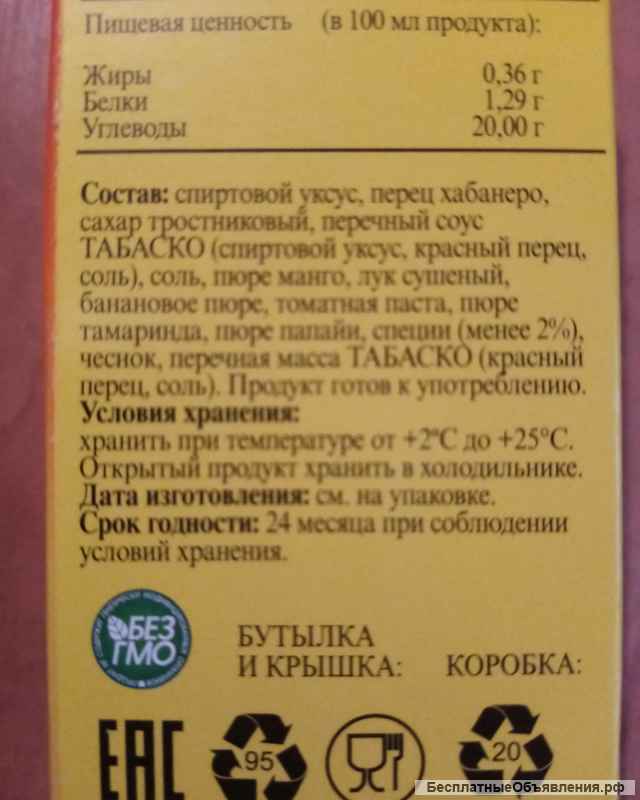 Пищевая ценность (в 100 мл продукта):
Жиры 0,36 г
Белки 1,29 г
Углеводы 20,00 г
Состав: спиртовой уксус, перец хабанеро,
сахар тростниковый, перечный соус
ТАБАСКО (спиртовой уксус, красный перец,
соль), соль, пюре манго, лук сушеный,
банановое пюре, томатная паста, пюре
тамаринда, пюре папайи, специи (менее 2%),
чеснок, перечная масса ТАБАСКО (красный
перец, соль). Продукт готов к употреблению.
Условия хранения:
хранить при температуре от +2°С до +25°С.
Открытый продукт хранить в холодильнике.
Дата изготовления: см. на упаковке.
Срок годности: 24 месяца при соблюдении
условий хранения.
БЕЗ
ГМО
БУТЫЛКА
И КРЫШКА: КОРОБКА:
EAC
95
20
БесплатныеОбъявления.рф